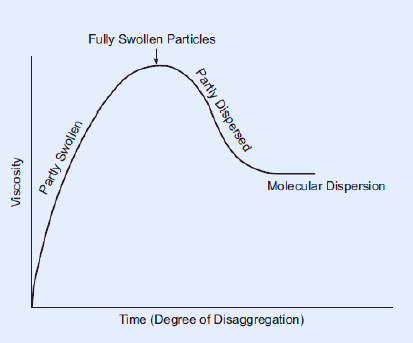 Fully Swollen Particles
Partly Swollen
Partly Dispersed
Molecular Dispersion
Viscosity
Time (Degree of Disaggregation)